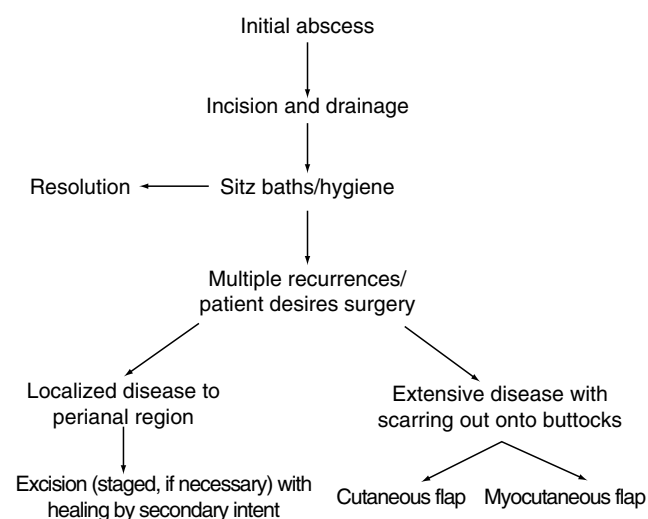 Initial abscess
Incision and drainage
Resolution
Sitz baths/hygiene
Multiple recurrences/
patient desires surgery
Localized disease to
perianal region
Extensive disease with
scarring out onto buttocks
Excision (staged, if necessary) with
healing by secondary intent
Cutaneous flap
Myocutaneous flap